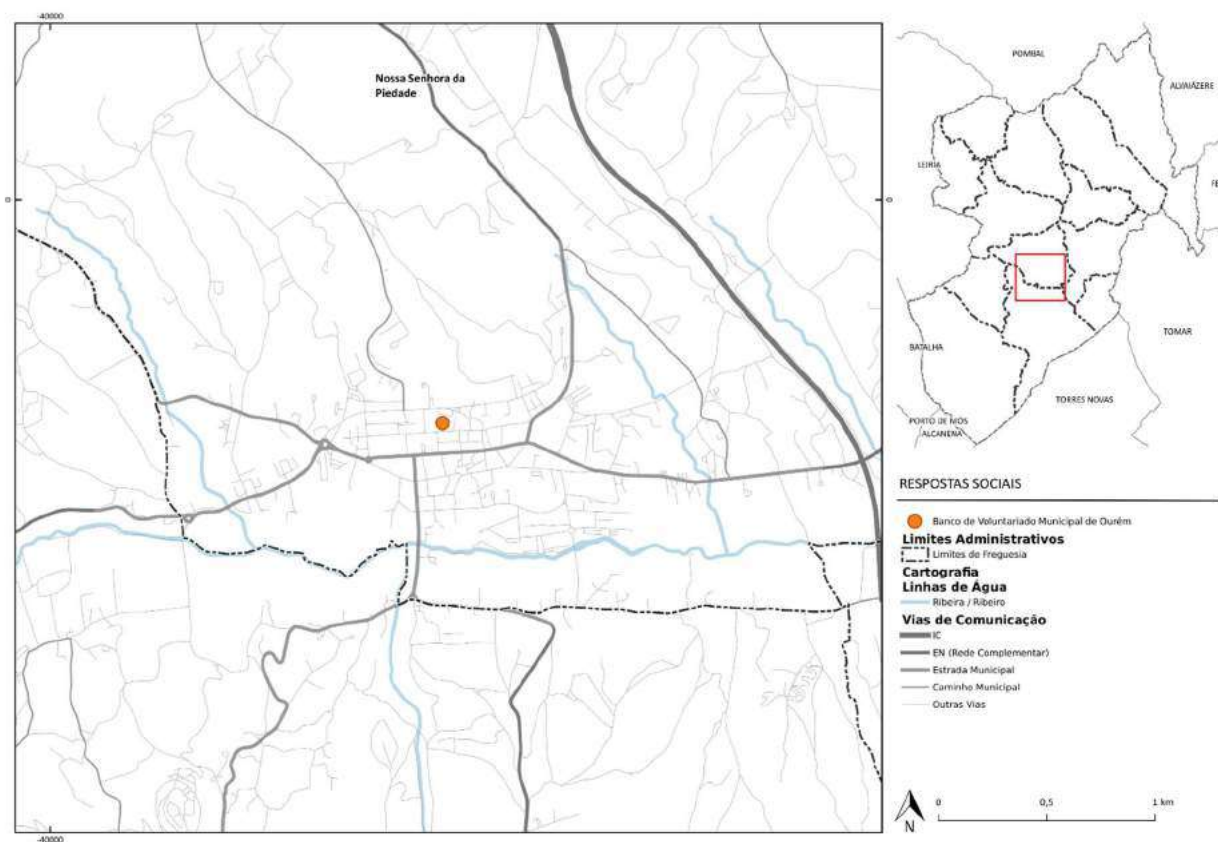 -40000
Nossa Senhora da
Piedade
0
0
-40000
POMBAL
ALVAIÁZERE
LEIRIA
FE
TOMAR
BATALHA
TORRES NOVAS
PORTO DE MÓS
ALCANENA
RESPOSTAS SOCIAIS
Banco de Voluntariado Municipal de Ourém
Limites Administrativos
Limites de Freguesia
Cartografia
Linhas de Água
Ribeira / Ribeiro
Vias de Comunicação
IC
EN (Rede Complementar)
Estrada Municipal
Caminho Municipal
Outras Vias
N
0
0,5
1 km